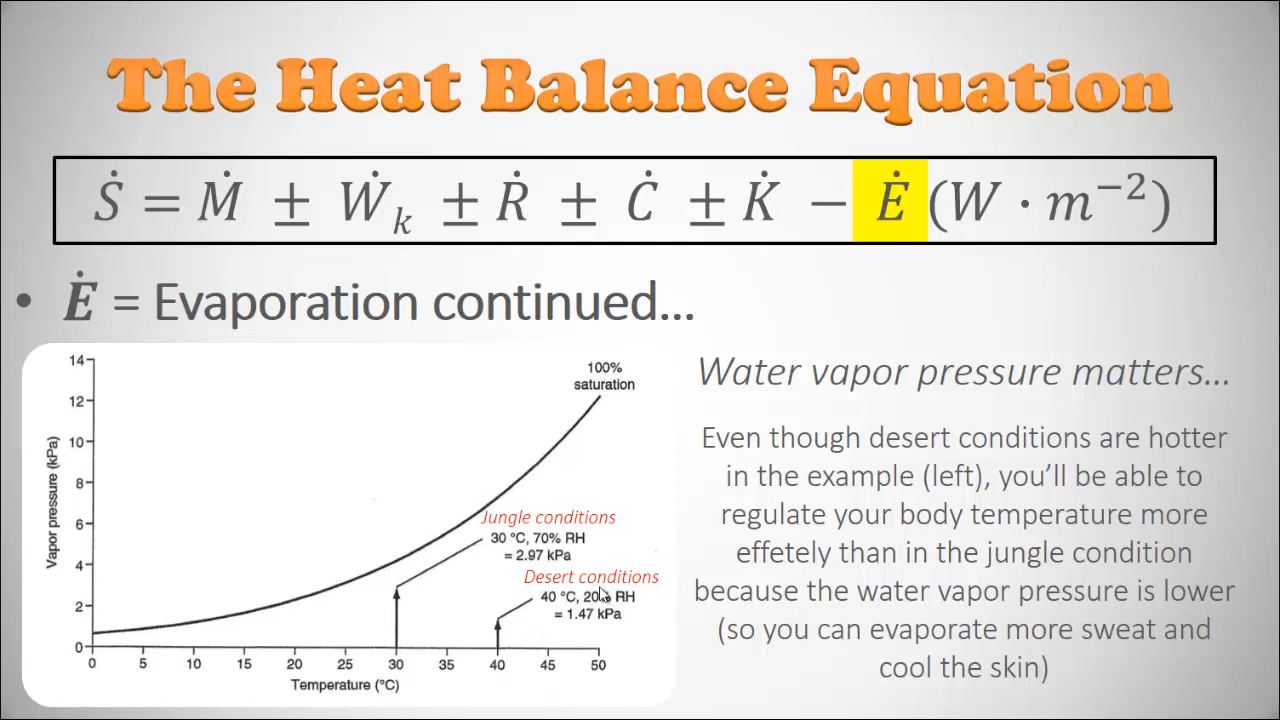 The Heat Balance Equation
Ṡ = Ṁ ± Ẇₖ ± Ṙ ± Ċ ± K̇ − Ė (W · m⁻²)
• Ė = Evaporation continued...
14
12
10
8
6
4
2
0
Vapor pressure (kPa)
100%
saturation
Jungle conditions
30 °C, 70% RH
= 2.97 kPa
Desert conditions
40 °C, 20% RH
= 1.47 kPa
0 5 10 15 20 25 30 35 40 45 50
Temperature (°C)
Water vapor pressure matters...
Even though desert conditions are hotter
in the example (left), you'll be able to
regulate your body temperature more
effetely than in the jungle condition
because the water vapor pressure is lower
(so you can evaporate more sweat and
cool the skin)